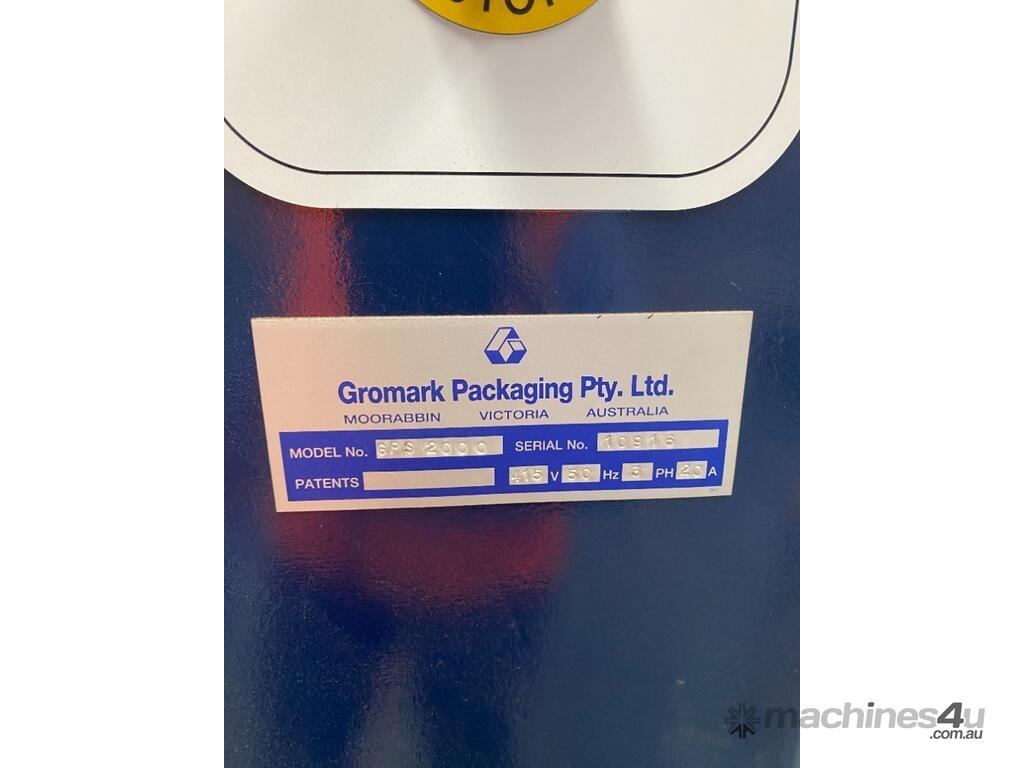 STOP
Gromark Packaging Pty. Ltd.
MOORABBIN VICTORIA AUSTRALIA
MODEL No. GPS 2000 SERIAL No. 10916
PATENTS 415 V 50 Hz 3 PH 20 A
machines4u
.com.au